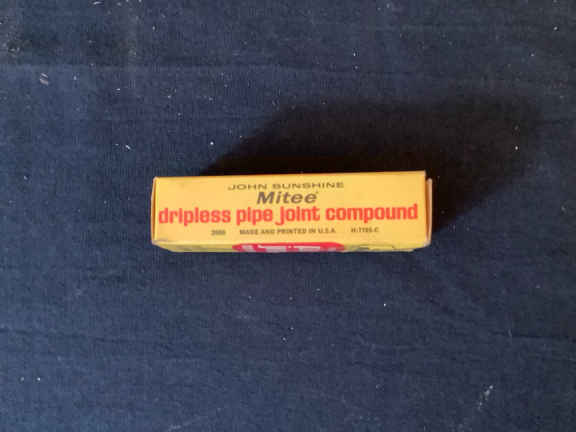 JOHN SUNSHINE
Mitee
dripless pipe joint compound
MADE AND PRINTED IN U.S.A.